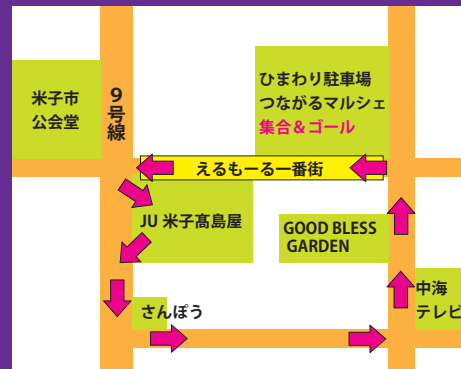 米子市
公会堂
9号線
ひまわり駐車場
つながるマルシェ
集合＆ゴール
えるもーる一番街
JU 米子髙島屋
GOOD BLESS
GARDEN
中海
テレビ
さんぽう